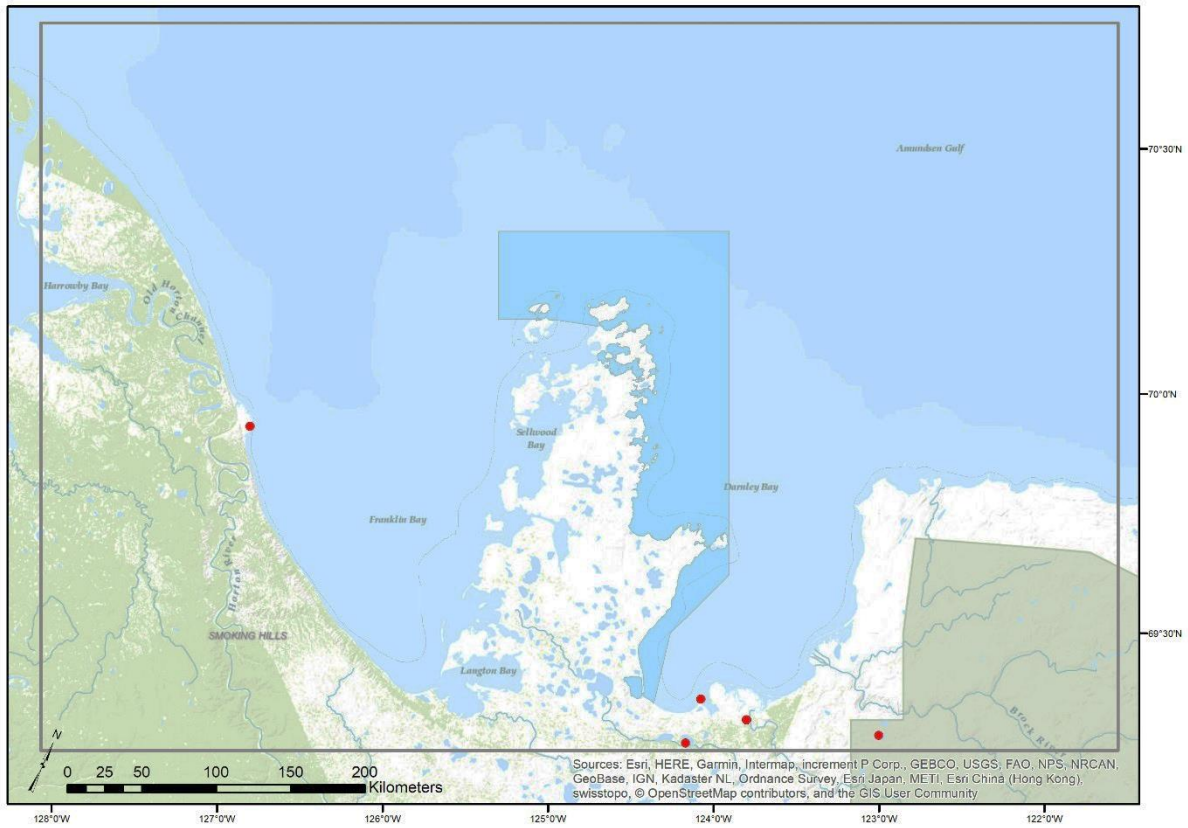 Amundsen Gulf
70°30'N
Harrowby Bay
Old Horton Channel
70°0'N
Sellwood
Bay
Darnley Bay
Franklin Bay
Horton River
SMOKING HILLS
69°30'N
Langton Bay
Brock River
N
0 25 50 100 150 200
Kilometers
Sources: Esri, HERE, Garmin, Intermap, increment P Corp., GEBCO, USGS, FAO, NPS, NRCAN,
GeoBase, IGN, Kadaster NL, Ordnance Survey, Esri Japan, METI, Esri China (Hong Kong),
swisstopo, © OpenStreetMap contributors, and the GIS User Community
128°0'W 127°0'W 126°0'W 125°0'W 124°0'W 123°0'W 122°0'W